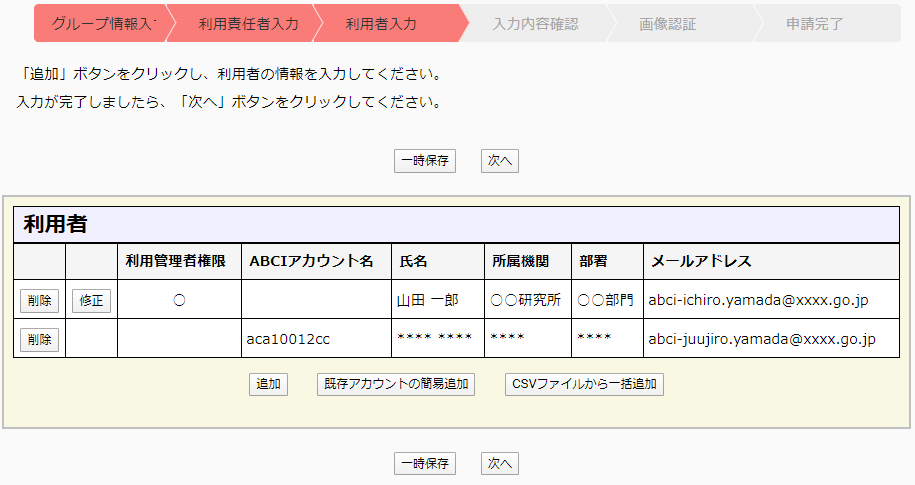 グループ情報入 利用責任者入力 利用者入力 入力内容確認 画像認証 申請完了
「追加」ボタンをクリックし、利用者の情報を入力してください。
入力が完了しましたら、「次へ」ボタンをクリックしてください。
一時保存 次へ
利用者
利用管理者権限 ABCIアカウント名 氏名 所属機関 部署 メールアドレス
削除 修正 〇 山田 一郎 〇〇研究所 〇〇部門 abci-ichiro.yamada@xxxx.go.jp
削除 aca10012cc **** **** **** **** abci-juujiro.yamada@xxxx.go.jp
追加 既存アカウントの簡易追加 CSVファイルから一括追加
一時保存 次へ